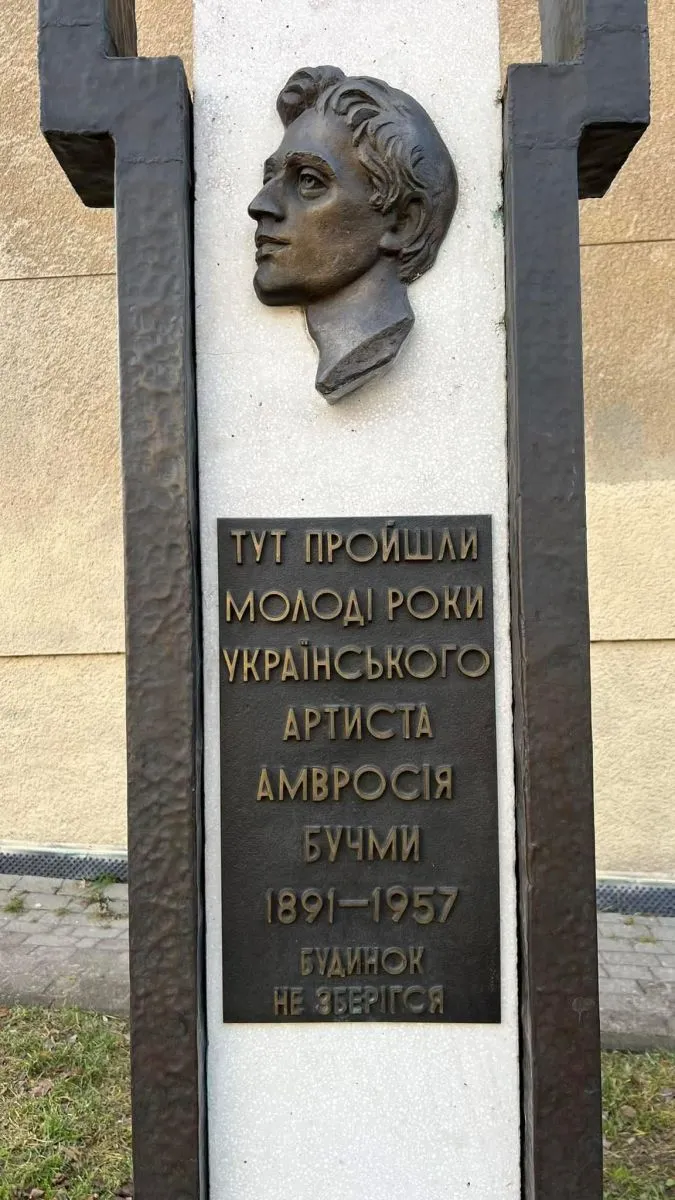 ТУТ ПРОЙШЛИ
МОЛОДІ РОКИ
УКРАЇНСЬКОГО
АРТИСТА
АМВРОСІЯ
БУЧМИ
1891—1957
БУДИНОК
НЕ ЗБЕРІГСЯ